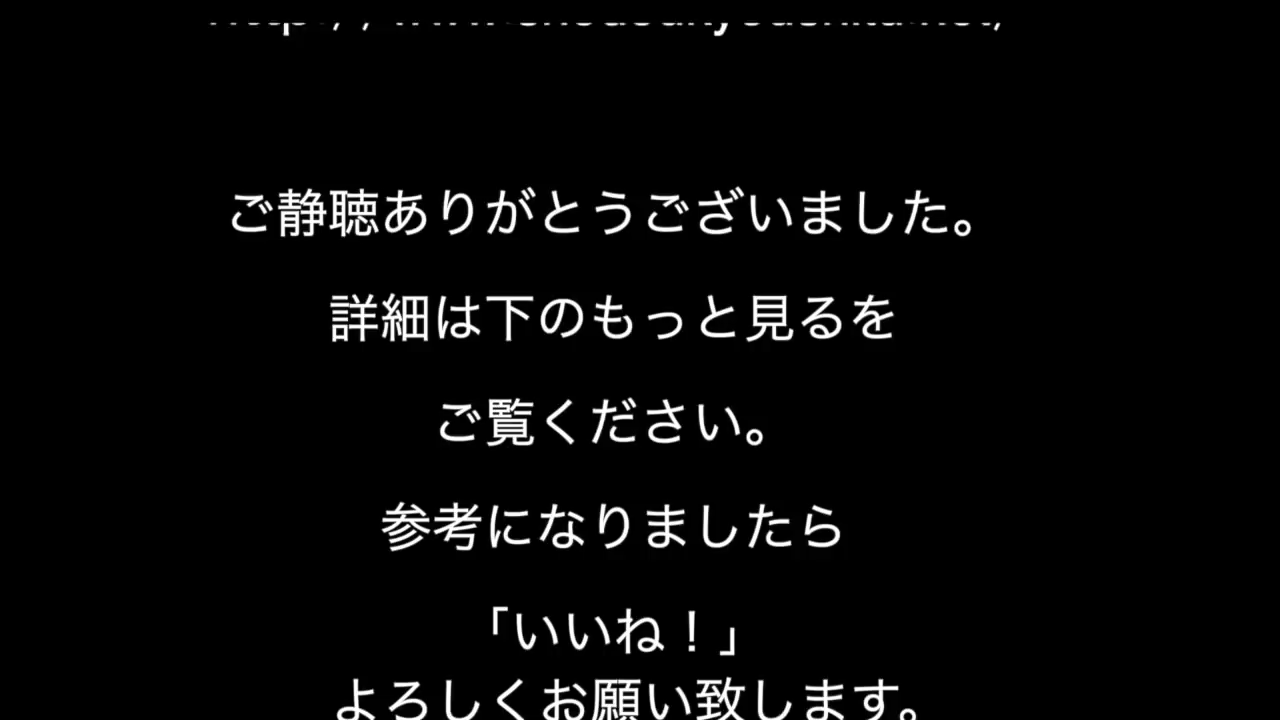 ご静聴ありがとうございました。
詳細は下のもっと見るを
ご覧ください。
参考になりましたら
「いいね！」
よろしくお願い致します。